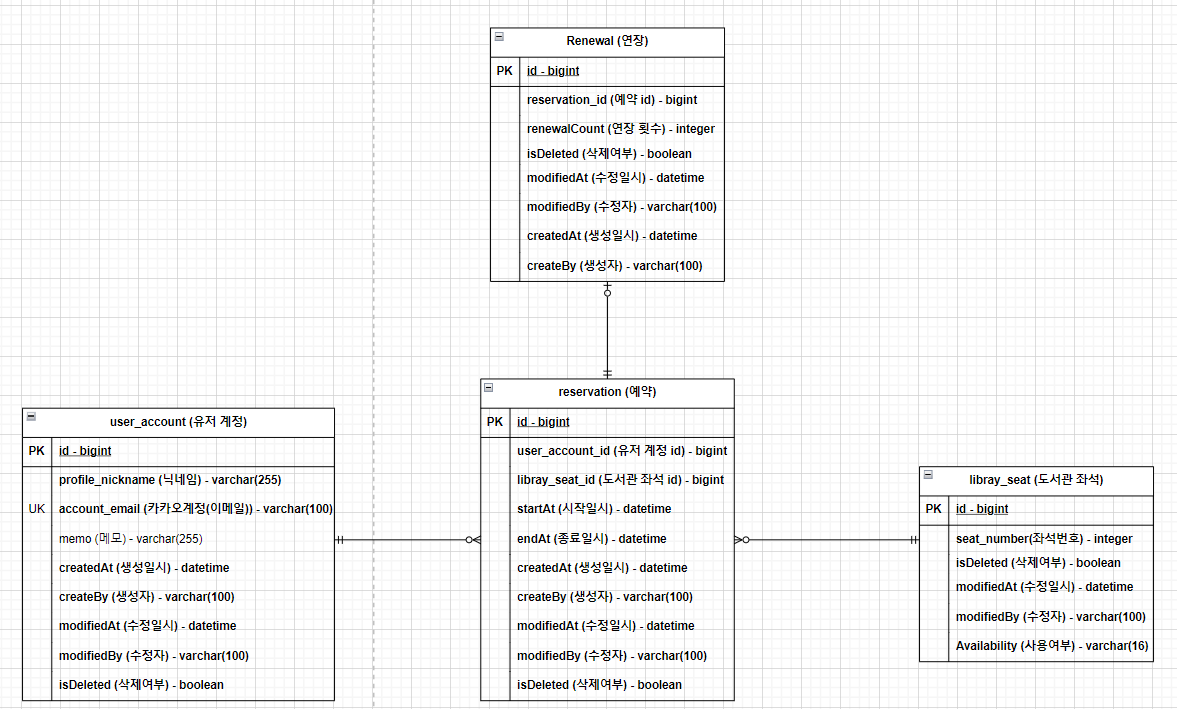 Renewal (연장)
PK id - bigint
reservation_id (예약 id) - bigint
renewalCount (연장 횟수) - integer
isDeleted (삭제여부) - boolean
modifiedAt (수정일시) - datetime
modifiedBy (수정자) - varchar(100)
createdAt (생성일시) - datetime
createBy (생성자) - varchar(100)
user_account (유저 계정)
PK id - bigint
profile_nickname (닉네임) - varchar(255)
UK account_email (카카오계정(이메일)) - varchar(100)
memo (메모) - varchar(255)
createdAt (생성일시) - datetime
createBy (생성자) - varchar(100)
modifiedAt (수정일시) - datetime
modifiedBy (수정자) - varchar(100)
isDeleted (삭제여부) - boolean
reservation (예약)
PK id - bigint
user_account_id (유저 계정 id) - bigint
libray_seat_id (도서관 좌석 id) - bigint
startAt (시작일시) - datetime
endAt (종료일시) - datetime
createdAt (생성일시) - datetime
createBy (생성자) - varchar(100)
modifiedAt (수정일시) - datetime
modifiedBy (수정자) - varchar(100)
isDeleted (삭제여부) - boolean
libray_seat (도서관 좌석)
PK id - bigint
seat_number(좌석번호) - integer
isDeleted (삭제여부) - boolean
modifiedAt (수정일시) - datetime
modifiedBy (수정자) - varchar(100)
Availability (사용여부) - varchar(16)